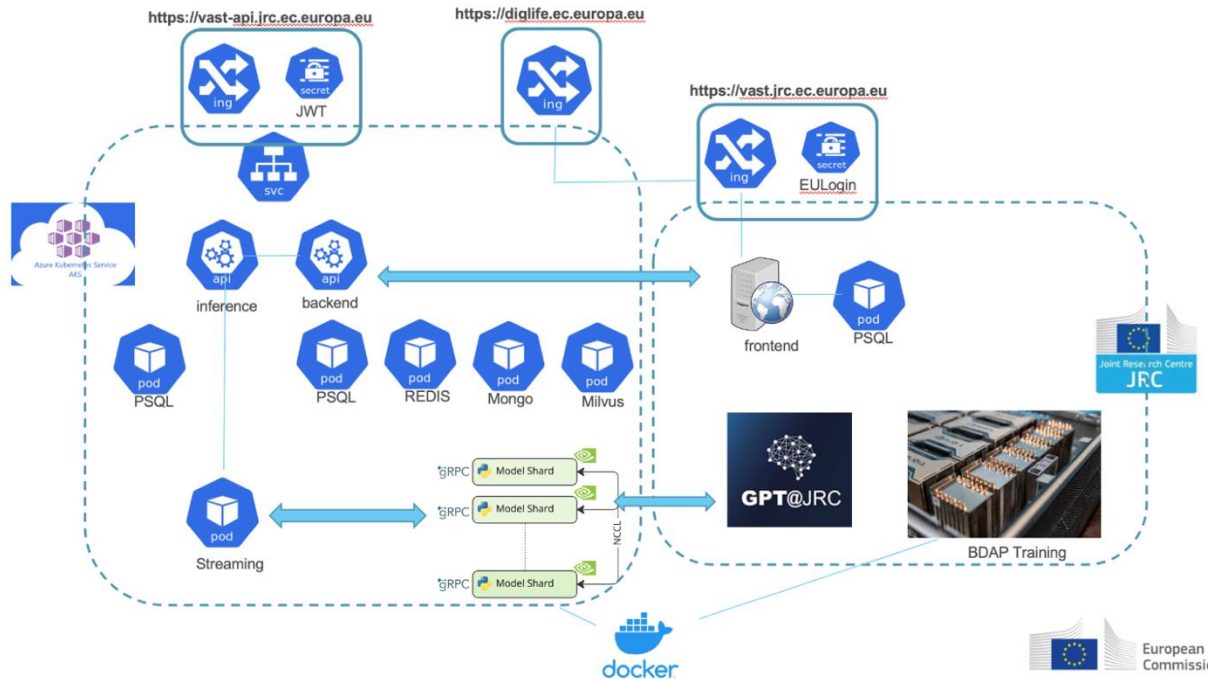 https://vast-api.jrc.ec.europa.eu
https://diglife.ec.europa.eu
ing
secret
JWT
ing
https://vast.jrc.ec.europa.eu
ing
secret
EULogin
svc
Azure Kubernetes Service
AKS
api
inference
api
backend
frontend
pod
PSQL
pod
PSQL
pod
PSQL
pod
REDIS
pod
Mongo
pod
Milvus
Joint Research Centre
JRC
gRPC Model Shard
gRPC Model Shard
gRPC Model Shard
NCCL
pod
Streaming
GPT@JRC
BDAP Training
docker
European
Commissi